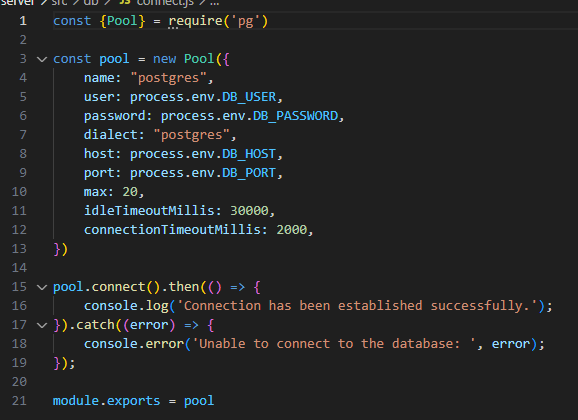 server > src > db > JS connect.js > ...
1 const {Pool} = require('pg')
2
3 const pool = new Pool({
4     name: "postgres",
5     user: process.env.DB_USER,
6     password: process.env.DB_PASSWORD,
7     dialect: "postgres",
8     host: process.env.DB_HOST,
9     port: process.env.DB_PORT,
10     max: 20,
11     idleTimeoutMillis: 30000,
12     connectionTimeoutMillis: 2000,
13 })
14
15 pool.connect().then(() => {
16     console.log('Connection has been established successfully.');
17 }).catch((error) => {
18     console.error('Unable to connect to the database: ', error);
19 });
20
21 module.exports = pool